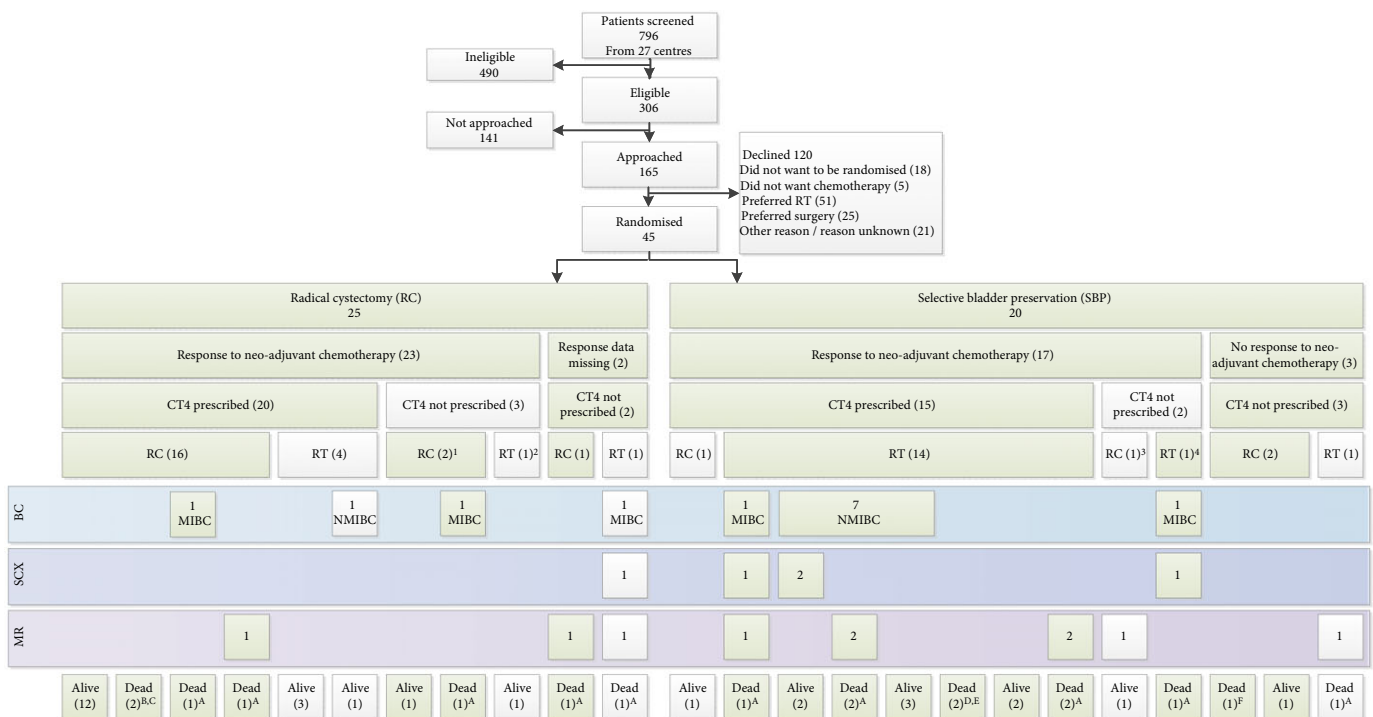 Patients screened
796
From 27 centres
Ineligible
490
Eligible
306
Not approached
141
Approached
165
Declined 120
Did not want to be randomised (18)
Did not want chemotherapy (5)
Preferred RT (51)
Preferred surgery (25)
Other reason / reason unknown (21)
Randomised
45
Radical cystectomy (RC)
25
Selective bladder preservation (SBP)
20
Response to neo-adjuvant chemotherapy (23)
Response data
missing (2)
Response to neo-adjuvant chemotherapy (17)
No response to neo-
adjuvant chemotherapy (3)
CT4 prescribed (20)
CT4 not prescribed (3)
CT4 not
prescribed (2)
CT4 prescribed (15)
CT4 not
prescribed (2)
CT4 not prescribed (3)
RC (16)
RT (4)
RC (2)¹
RT (1)²
RC (1)
RT (1)
RC (1)
RT (14)
RC (1)³
RT (1)⁴
RC (2)
RT (1)
BC
1
MIBC
1
NMIBC
1
MIBC
1
MIBC
1
MIBC
7
NMIBC
1
MIBC
SCX
1
1
2
1
MR
1
1
1
1
2
2
1
1
Alive
(12)
Dead
(2)B,C
Dead
(1)A
Dead
(1)A
Alive
(3)
Alive
(1)
Alive
(1)
Dead
(1)A
Alive
(1)
Dead
(1)A
Dead
(1)A
Alive
(1)
Dead
(1)A
Alive
(2)
Dead
(2)A
Alive
(3)
Dead
(2)D,E
Alive
(2)
Dead
(2)A
Alive
(1)
Dead
(1)A
Dead
(1)F
Alive
(1)
Dead
(1)A